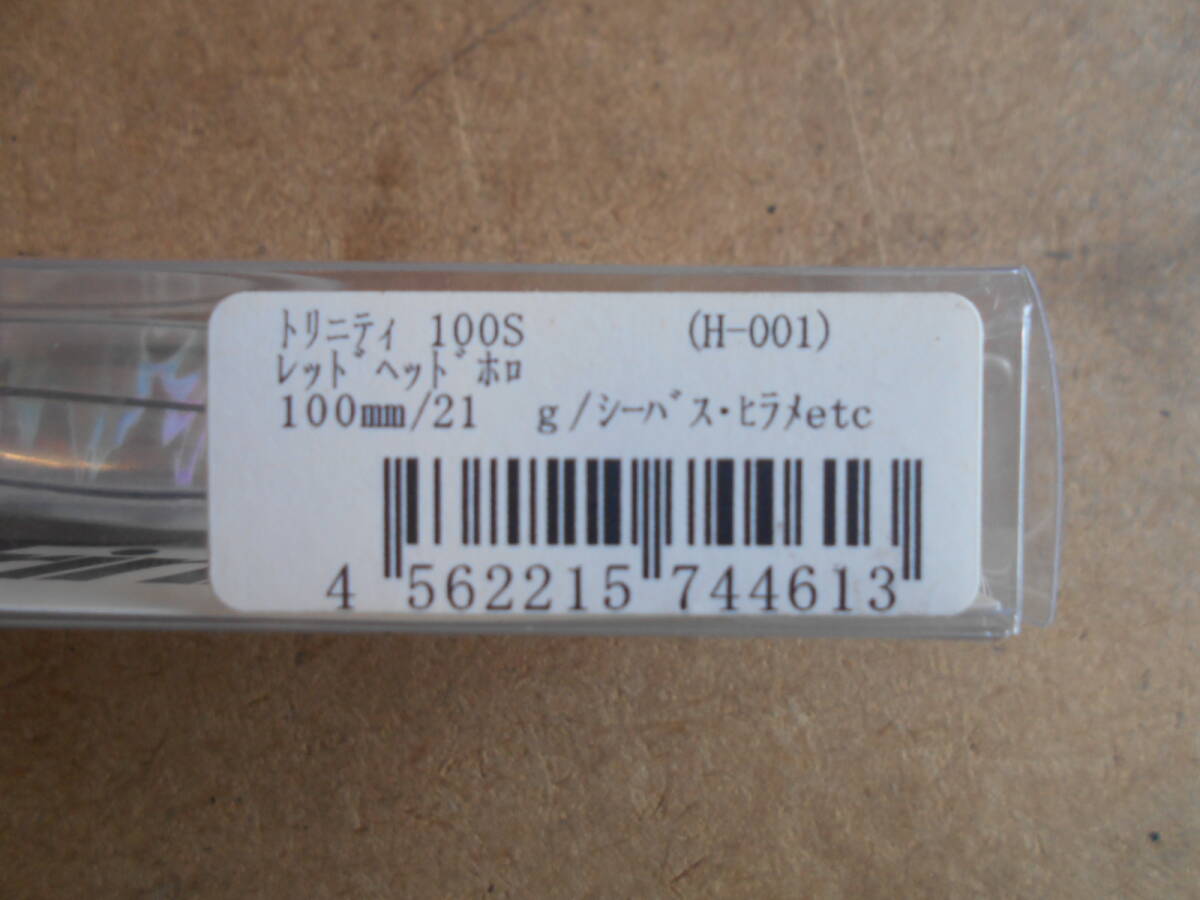 ﾄﾘﾆﾃｨ 100S (H-001)
ﾚｯﾄﾞﾍｯﾄﾞﾎﾛ
100mm/21 g/ｼｰﾊﾞｽ・ﾋﾗﾒetc
4 562215 744613